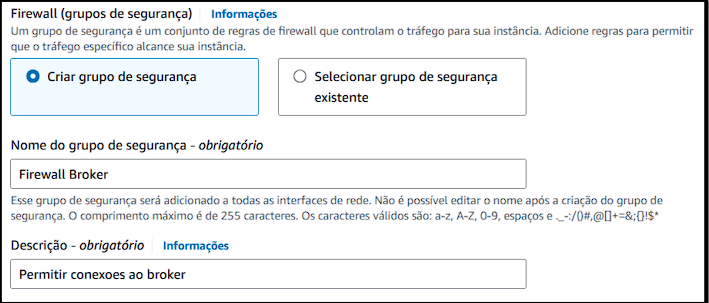 Firewall (grupos de segurança) Informações
Um grupo de segurança é um conjunto de regras de firewall que controlam o tráfego para sua instância. Adicione regras para permitir
que o tráfego específico alcance sua instância.
Criar grupo de segurança
Selecionar grupo de segurança
existente
Nome do grupo de segurança - obrigatório
Firewall Broker
Esse grupo de segurança será adicionado a todas as interfaces de rede. Não é possível editar o nome após a criação do grupo de
segurança. O comprimento máximo é de 255 caracteres. Os caracteres válidos são: a-z, A-Z, 0-9, espaços e ._-:/()#,@[]+=&;{}!$*
Descrição - obrigatório Informações
Permitir conexoes ao broker